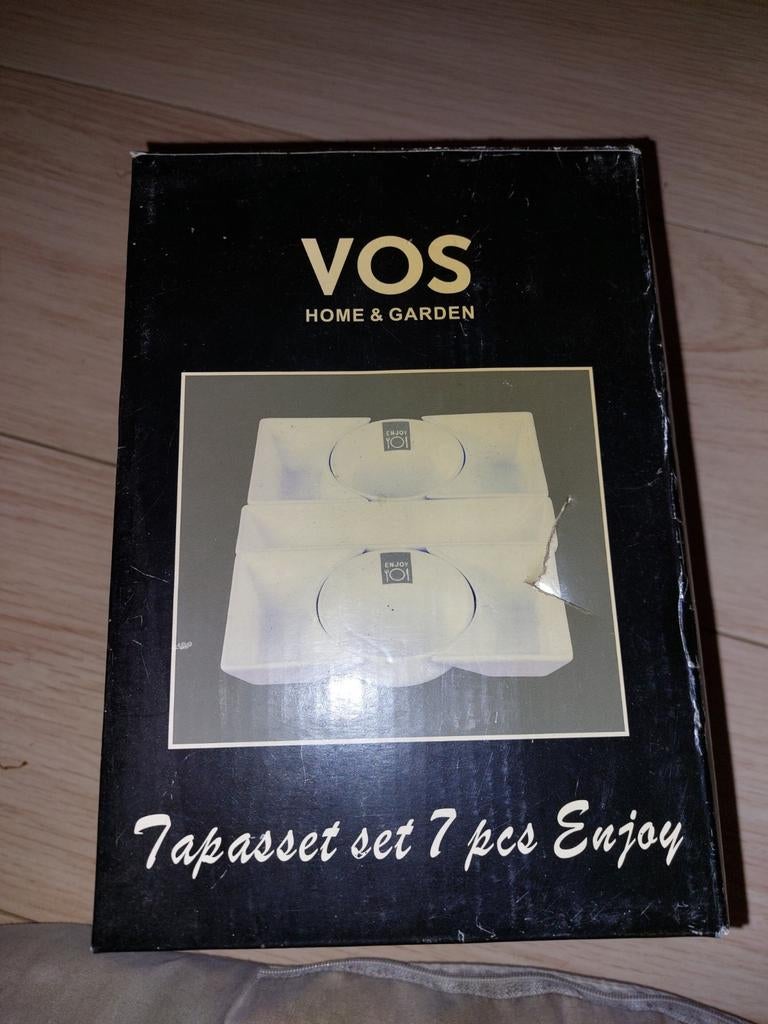 VOS
HOME & GARDEN
ENJOY
ENJOY
Tapasset set 7 pcs Enjoy